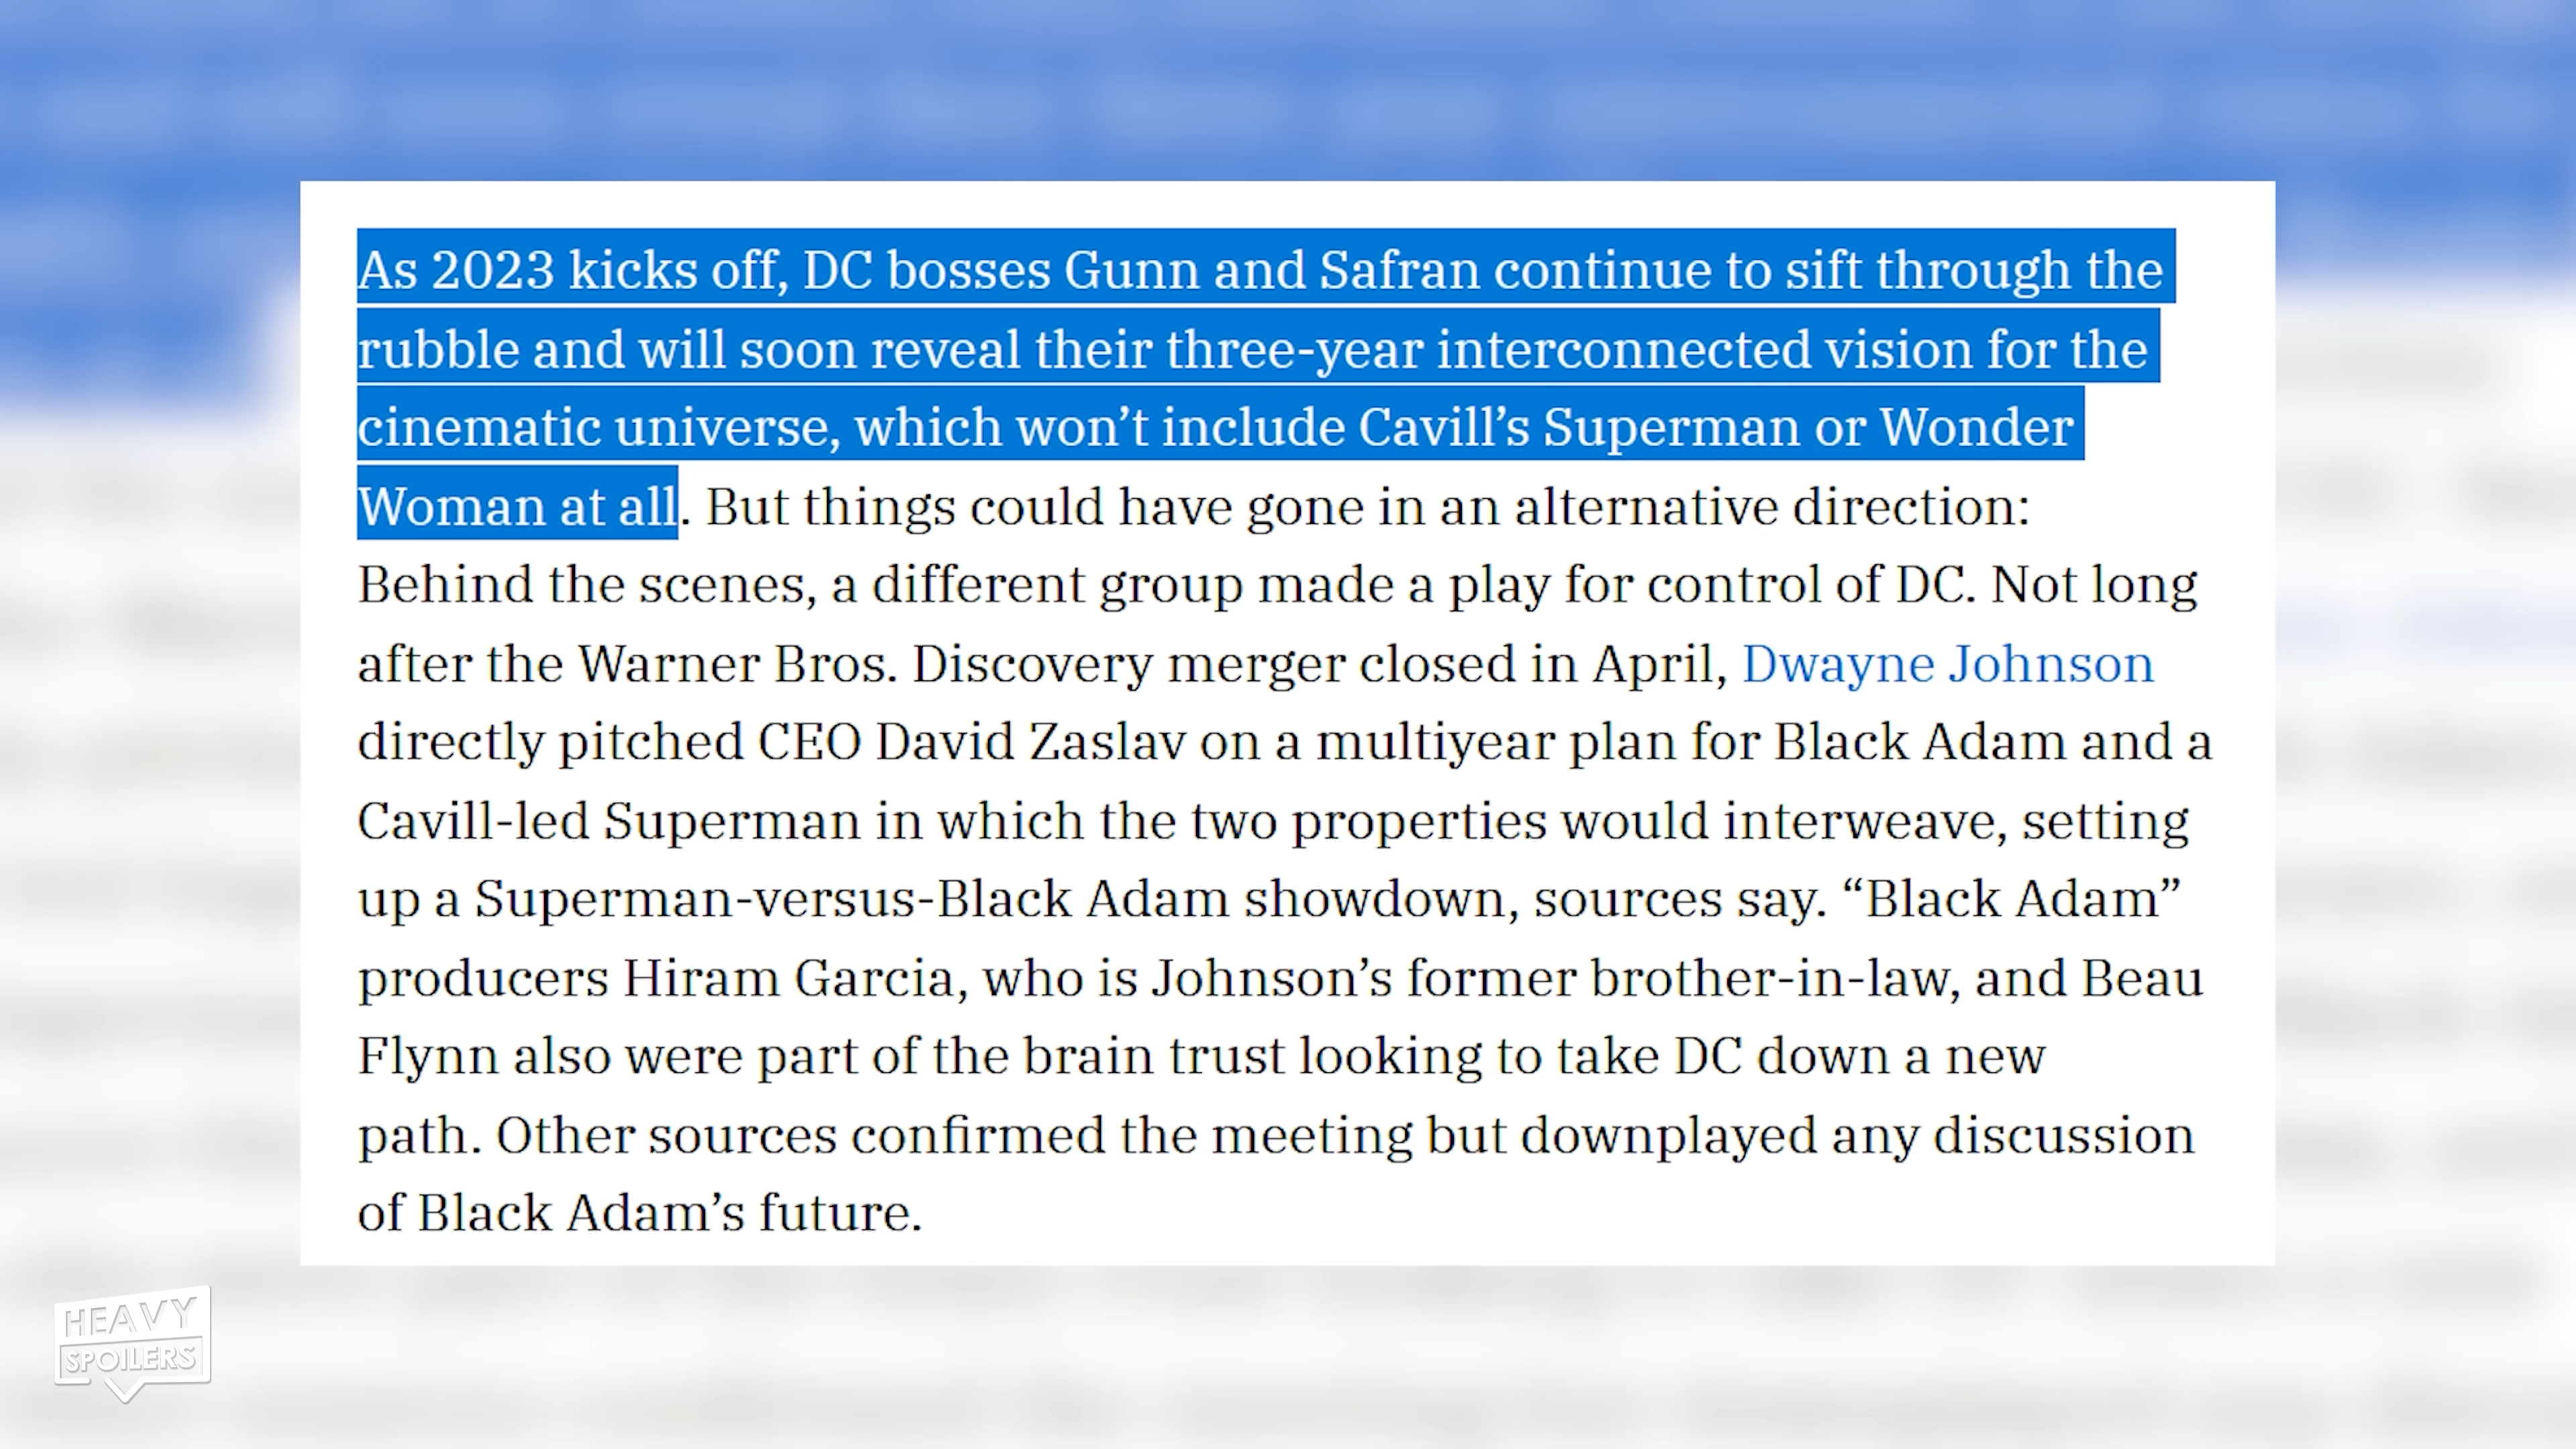 As 2023 kicks off, DC bosses Gunn and Safran continue to sift through the
rubble and will soon reveal their three-year interconnected vision for the
cinematic universe, which won’t include Cavill’s Superman or Wonder
Woman at all. But things could have gone in an alternative direction:
Behind the scenes, a different group made a play for control of DC. Not long
after the Warner Bros. Discovery merger closed in April, Dwayne Johnson
directly pitched CEO David Zaslav on a multiyear plan for Black Adam and a
Cavill-led Superman in which the two properties would interweave, setting
up a Superman-versus-Black Adam showdown, sources say. “Black Adam”
producers Hiram Garcia, who is Johnson’s former brother-in-law, and Beau
Flynn also were part of the brain trust looking to take DC down a new
path. Other sources confirmed the meeting but downplayed any discussion
of Black Adam’s future.
HEAVY
SPOILERS